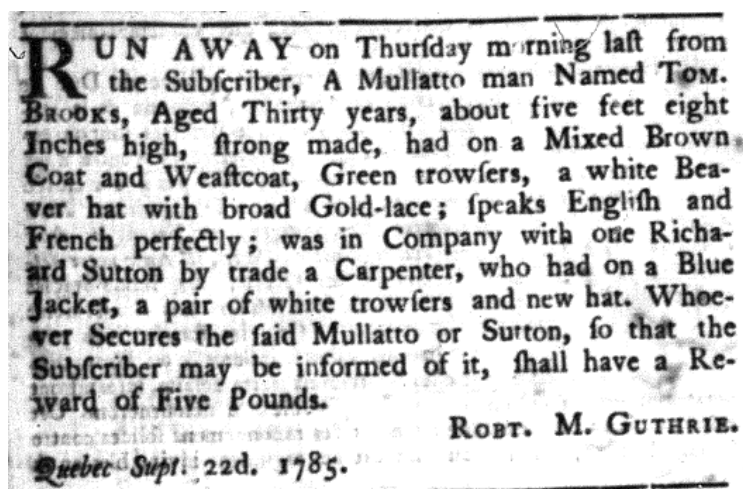 RUN AWAY on Thurſday morning laſt from
the Subſcriber, A Mullatto man Named TOM.
BROOKS, Aged Thirty years, about five feet eight
Inches high, ſtrong made, had on a Mixed Brown
Coat and Weaſtcoat, Green trowſers, a white Bea-
ver hat with broad Gold-lace; ſpeaks Engliſh and
French perfectly; was in Company with one Richa-
ard Sutton by trade a Carpenter, who had on a Blue
Jacket, a pair of white trowſers and new hat. Whoe-
ver Secures the ſaid Mullatto or Sutton, ſo that the
Subſcriber may be informed of it, ſhall have a Re-
ward of Five Pounds.
ROBT. M. GUTHRIE.
Quebec Sept. 22d. 1785.